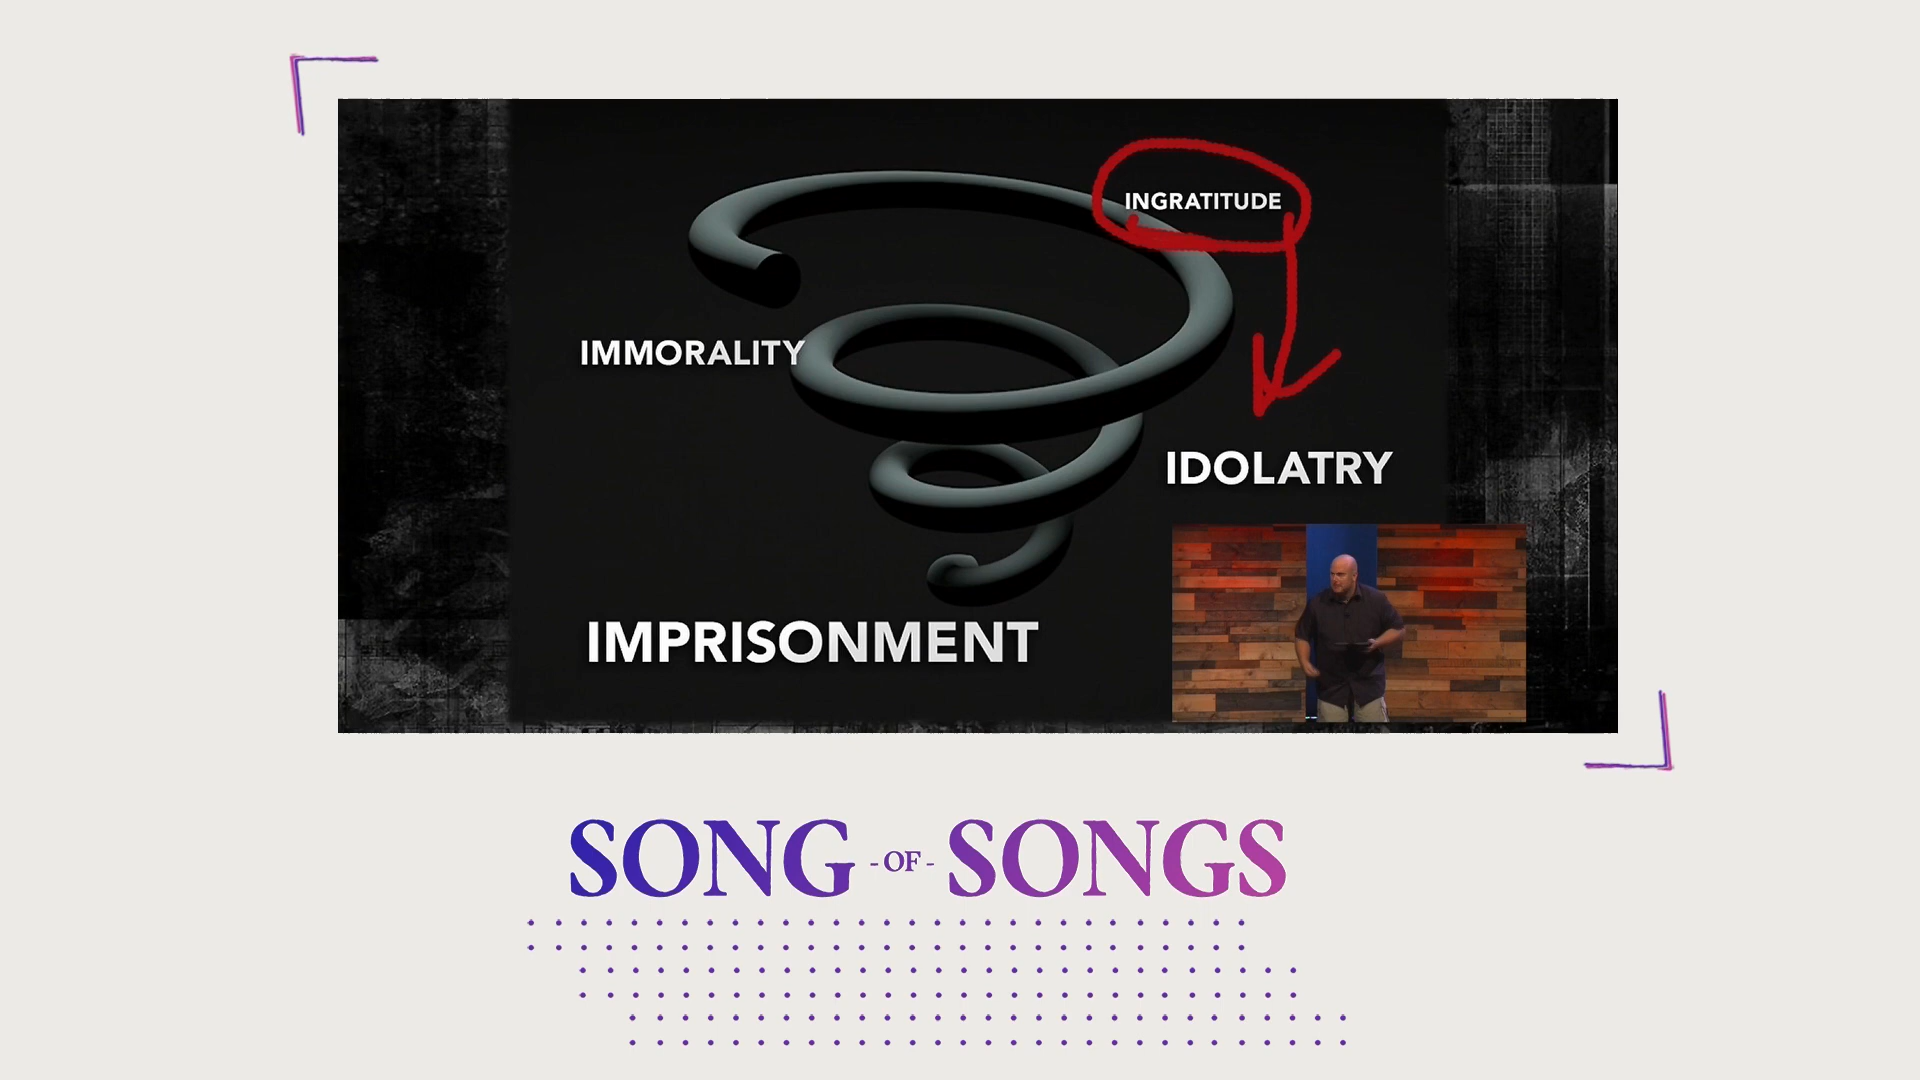 INGRATITUDE
IMMORALITY
IDOLATRY
IMPRISONMENT
SONG -OF- SONGS